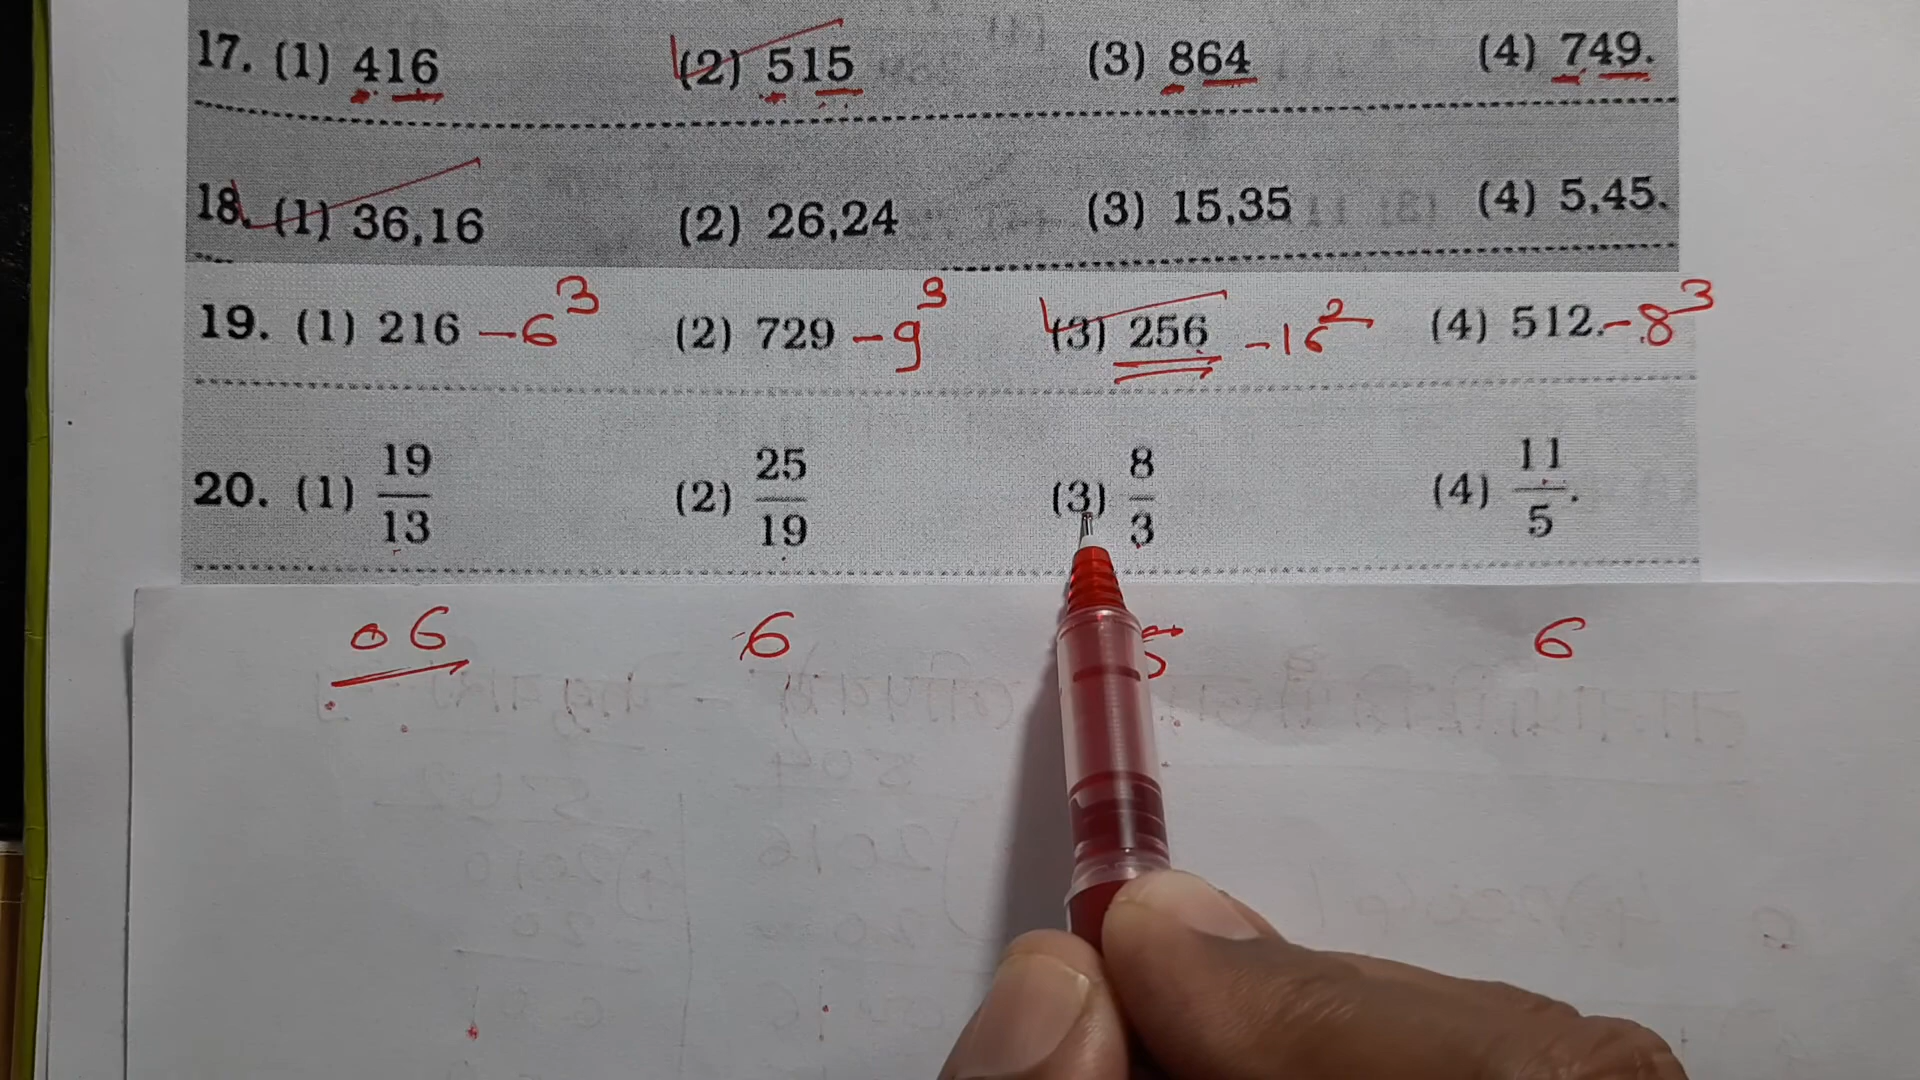 17. (1) 416 (2) 515 (3) 864 (4) 749.
18. (1) 36,16 (2) 26,24 (3) 15,35 (4) 5,45.
19. (1) 216 - 6³ (2) 729 - 9³ (3) 256 - 16² (4) 512. - 8³
20. (1) 19/13 (2) 25/19 (3) 8/3 (4) 11/5.
06 6 5 6